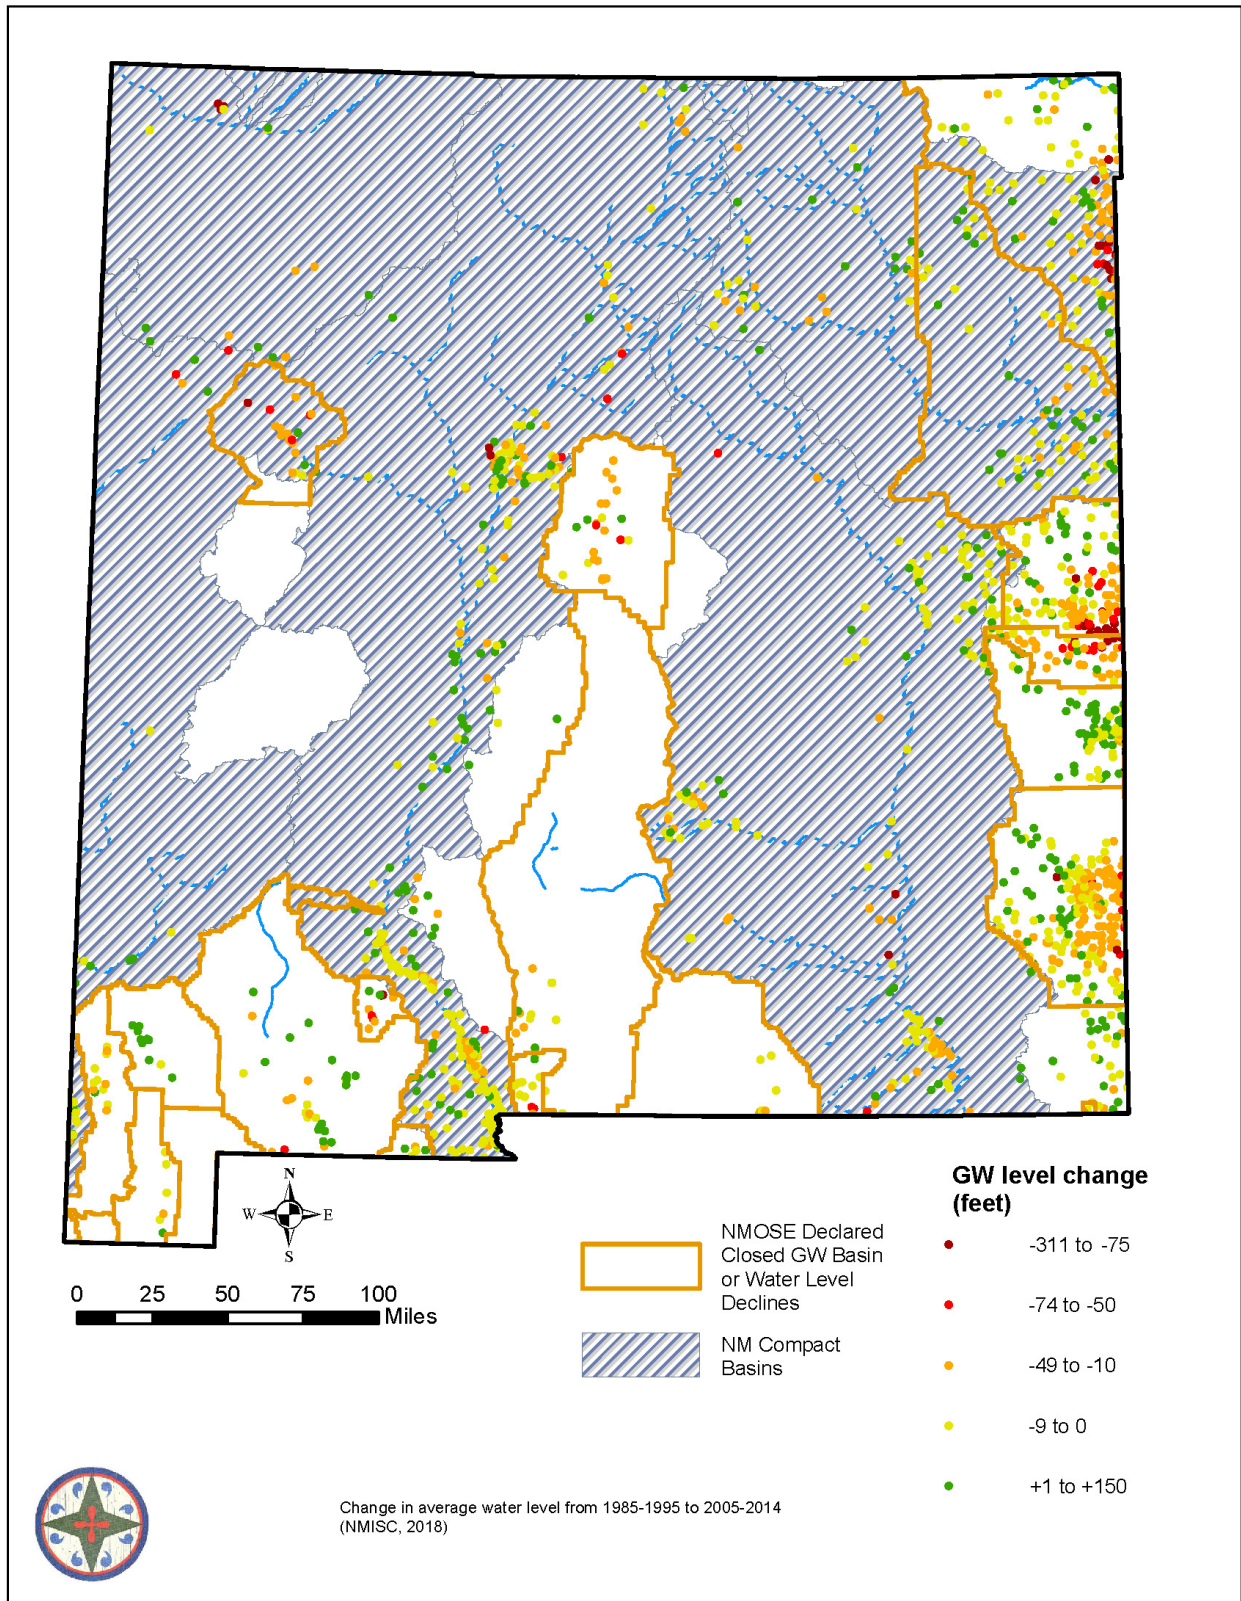 N
W
E
S
0 25 50 75 100
Miles
NMOSE Declared
Closed GW Basin
or Water Level
Declines
NM Compact
Basins
GW level change
(feet)
-311 to -75
-74 to -50
-49 to -10
-9 to 0
+1 to +150
Change in average water level from 1985-1995 to 2005-2014
(NMISC, 2018)